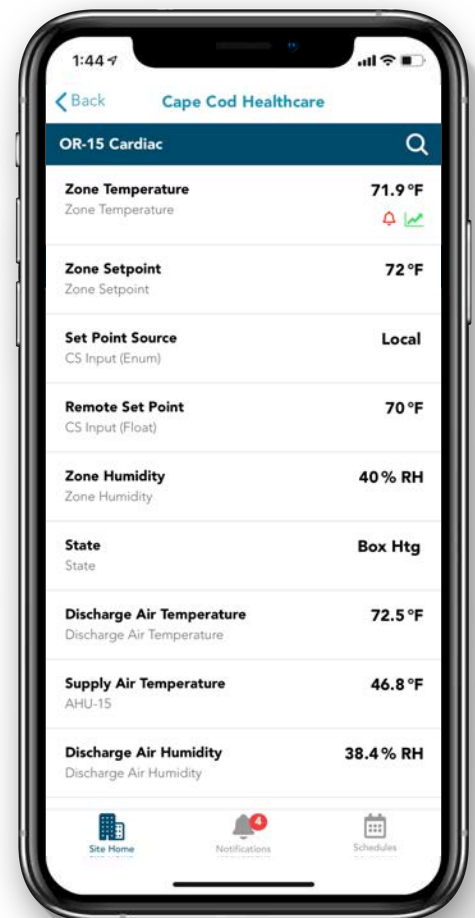 1:44
Back
Cape Cod Healthcare
OR-15 Cardiac
Zone Temperature
71.9 °F
Zone Temperature
Zone Setpoint
72 °F
Zone Setpoint
Set Point Source
Local
CS Input (Enum)
Remote Set Point
70 °F
CS Input (Float)
Zone Humidity
40 % RH
Zone Humidity
State
Box Htg
State
Discharge Air Temperature
72.5 °F
Discharge Air Temperature
Supply Air Temperature
46.8 °F
AHU-15
Discharge Air Humidity
38.4 % RH
Discharge Air Humidity
4
Site Home
Notifications
Schedules